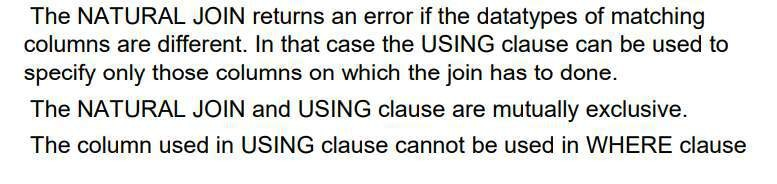 The NATURAL JOIN returns an error if the datatypes of matching
columns are different. In that case the USING clause can be used to
specify only those columns on which the join has to done.
The NATURAL JOIN and USING clause are mutually exclusive.
The column used in USING clause cannot be used in WHERE clause